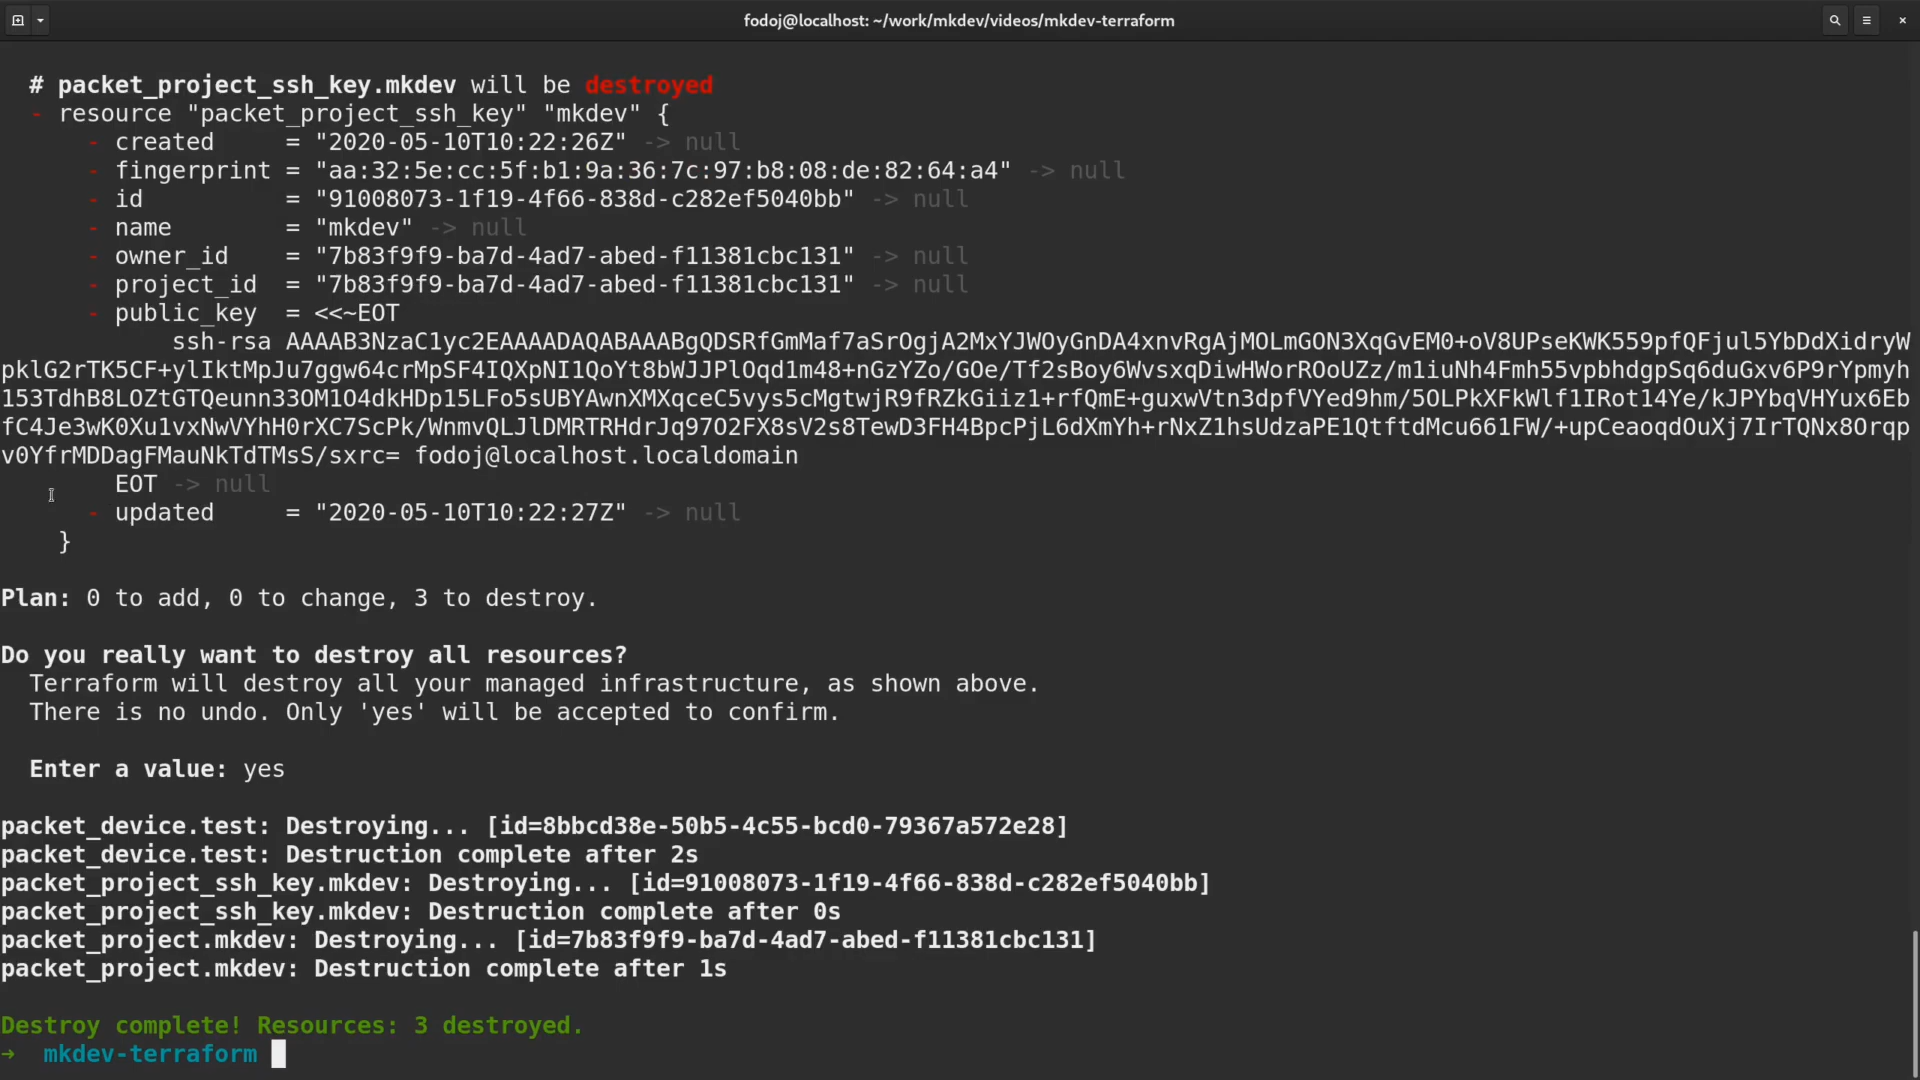 fodoj@localhost: ~/work/mkdev/videos/mkdev-terraform
# packet_project_ssh_key.mkdev will be destroyed
- resource "packet_project_ssh_key" "mkdev" {
- created     = "2020-05-10T10:22:26Z" -> null
- fingerprint = "aa:32:5e:cc:5f:b1:9a:36:7c:97:b8:08:de:82:64:a4" -> null
- id          = "91008073-1f19-4f66-838d-c282ef5040bb" -> null
- name        = "mkdev" -> null
- owner_id    = "7b83f9f9-ba7d-4ad7-abed-f11381cbc131" -> null
- project_id  = "7b83f9f9-ba7d-4ad7-abed-f11381cbc131" -> null
- public_key  = <<~EOT
ssh-rsa AAAAB3NzaC1yc2EAAAADAQABAAABgQDSRfGmMaf7aSrOgjA2MxYJWOyGnDA4xnvRgAjMOLmGON3XqGvEM0+oV8UPseKWK559pfQFjul5YbDdXidryW
pklG2rTK5CF+ylIktMpJu7ggw64crMpSF4IQXpNI1QoYt8bWJJPlOqd1m48+nGzYZo/GOe/Tf2sBoy6WvsxqDiwHWorROoUZz/m1iuNh4Fmh55vpbhdgpSq6duGxv6P9rYpmyh
153TdhB8LOZtGTQeunn33OM1O4dkHDp15LFo5sUBYAwnXMXqceC5vys5cMgtwjR9fRZkGiiz1+rfQmE+guxwVtn3dpfVYed9hm/5OLPkXFkWlf1IRot14Ye/kJPYbqVHYux6Eb
fC4Je3wK0Xu1vxNwVYhH0rXC7ScPk/WnmvQLJlDMRTRHdrJq97O2FX8sV2s8TewD3FH4BpcPjL6dXmYh+rNxZ1hsUdzaPE1QtftdMcu661FW/+upCeaoqdOuXj7IrTQNx8Orqp
v0YfrMDDagFMauNkTdTMsS/sxrc= fodoj@localhost.localdomain
EOT -> null
- updated     = "2020-05-10T10:22:27Z" -> null
}
Plan: 0 to add, 0 to change, 3 to destroy.
Do you really want to destroy all resources?
Terraform will destroy all your managed infrastructure, as shown above.
There is no undo. Only 'yes' will be accepted to confirm.
Enter a value: yes
packet_device.test: Destroying... [id=8bbcd38e-50b5-4c55-bcd0-79367a572e28]
packet_device.test: Destruction complete after 2s
packet_project_ssh_key.mkdev: Destroying... [id=91008073-1f19-4f66-838d-c282ef5040bb]
packet_project_ssh_key.mkdev: Destruction complete after 0s
packet_project.mkdev: Destroying... [id=7b83f9f9-ba7d-4ad7-abed-f11381cbc131]
packet_project.mkdev: Destruction complete after 1s
Destroy complete! Resources: 3 destroyed.
→ mkdev-terraform